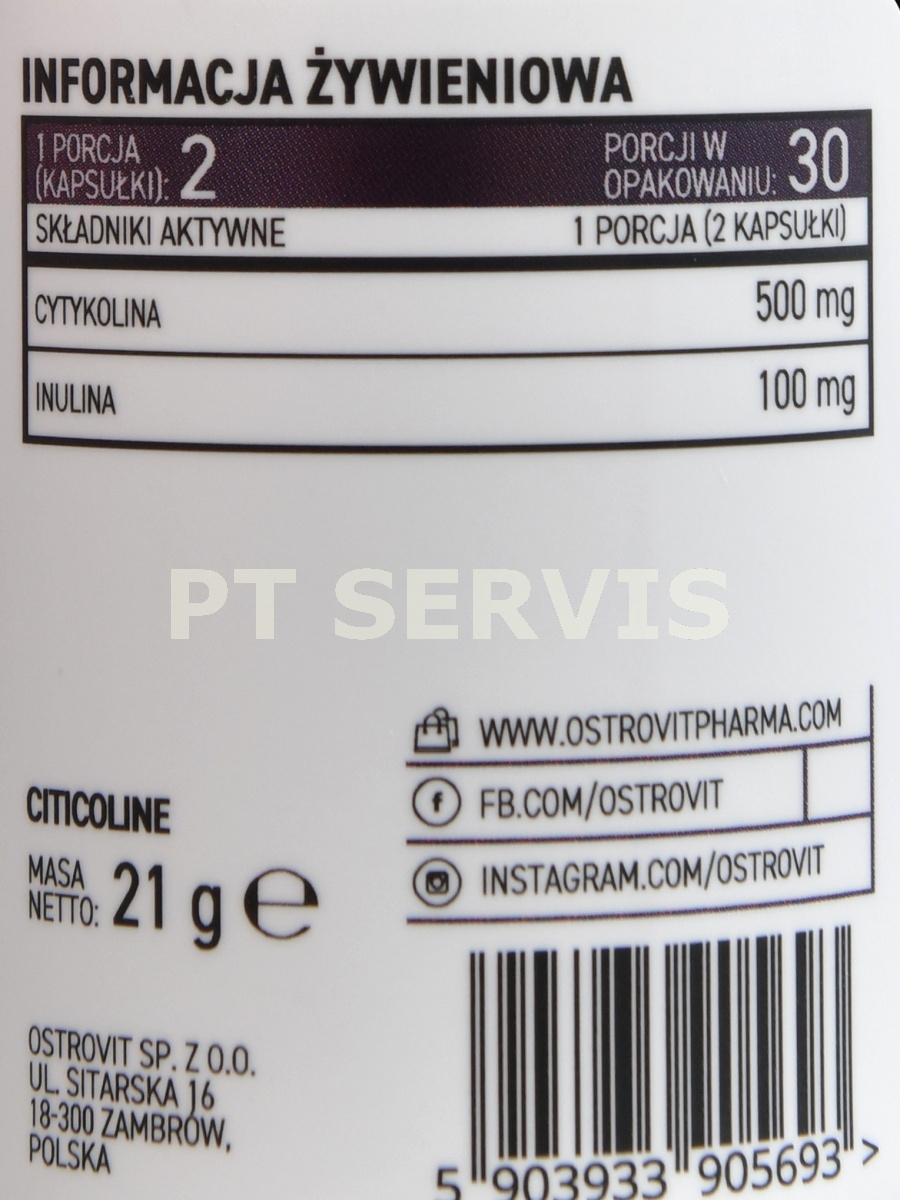 INFORMACJA ŻYWIENIOWA
1 PORCJA
(KAPSUŁKI): 2
PORCJI W
OPAKOWANIU: 30
SKŁADNIKI AKTYWNE 1 PORCJA (2 KAPSUŁKI)
CYTYKOLINA 500 mg
INULINA 100 mg
PT SERVIS
WWW.OSTROVITPHARMA.COM
FB.COM/OSTROVIT
INSTAGRAM.COM/OSTROVIT
CITICOLINE
MASA
NETTO: 21 g e
OSTROVIT SP. Z O.O.
UL. SITARSKA 16
18-300 ZAMBRÓW,
POLSKA
5 903933 905693 >